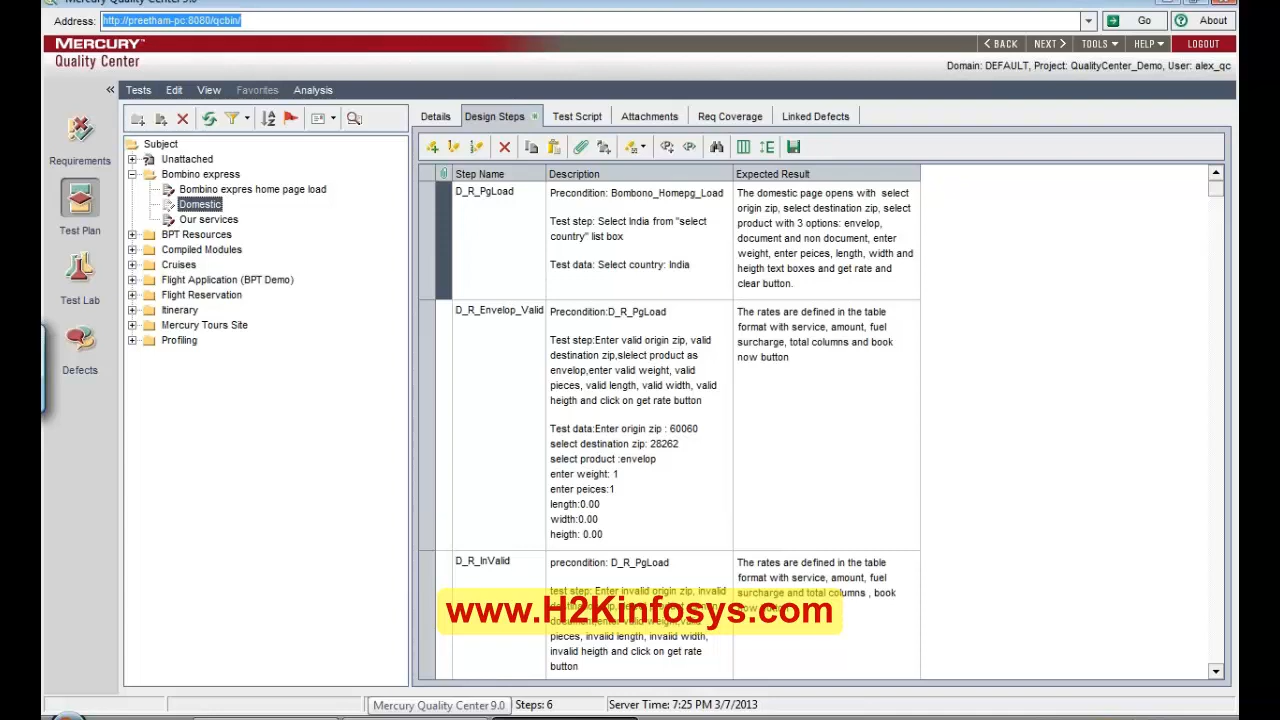 Mercury Quality Center 9.0
Address: http://preetham-pc:8080/qcbin/ Go About
MERCURY™
Quality Center
BACK NEXT TOOLS HELP LOGOUT
Domain: DEFAULT, Project: QualityCenter_Demo, User: alex_qc
Tests Edit View Favorites Analysis
Requirements
Test Plan
Test Lab
Defects
Subject
Unattached
Bombino express
Bombino expres home page load
Domestic
Our services
BPT Resources
Compiled Modules
Cruises
Flight Application (BPT Demo)
Flight Reservation
Itinerary
Mercury Tours Site
Profiling
Details Design Steps Test Script Attachments Req Coverage Linked Defects
Step Name Description Expected Result
D_R_PgLoad
Precondition: Bombono_Homepg_Load
Test step: Select India from "select
country" list box
Test data: Select country: India
The domestic page opens with select
origin zip, select destination zip, select
product with 3 options: envelop,
document and non document, enter
weight, enter peices, length, width and
heigth text boxes and get rate and
clear button.
D_R_Envelop_Valid
Precondition:D_R_PgLoad
Test step:Enter valid origin zip, valid
destination zip,slelect product as
envelop,enter valid weight, valid
pieces, valid length, valid width, valid
heigth and click on get rate button
Test data:Enter origin zip : 60060
select destination zip: 28262
select product :envelop
enter weight: 1
enter peices:1
length:0.00
width:0.00
heigth: 0.00
The rates are defined in the table
format with service, amount, fuel
surcharge, total columns and book
now button
D_R_InValid
precondition: D_R_PgLoad
test step: Enter invalid origin zip, invalid
document,enter valid weight,valid
pieces, invalid length, invalid width,
invalid heigth and click on get rate
button
The rates are defined in the table
format with service, amount, fuel
surcharge and total columns , book
www.H2Kinfosys.com
Mercury Quality Center 9.0 Steps: 6 Server Time: 7:25 PM 3/7/2013